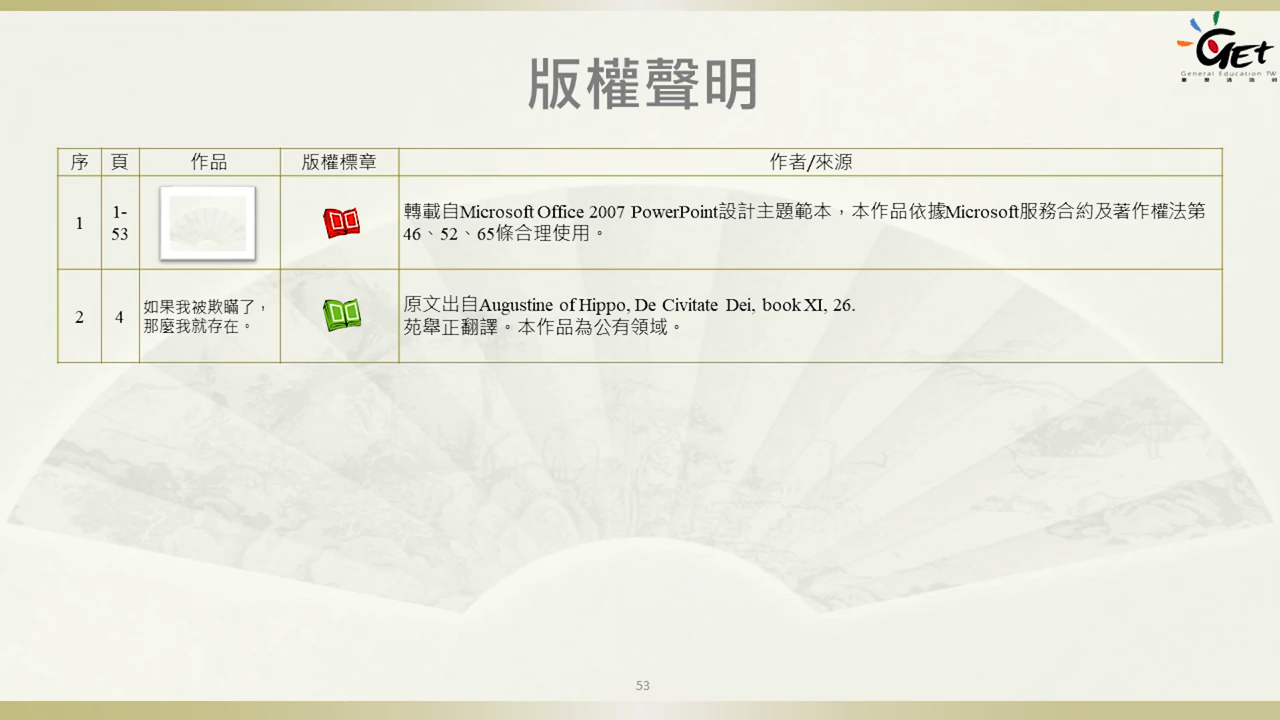 GET
General Education TW
版權聲明
序 頁 作品 版權標章 作者/來源
1 1-53 轉載自Microsoft Office 2007 PowerPoint設計主題範本，本作品依據Microsoft服務合約及著作權法第
46、52、65條合理使用。
2 4 如果我被欺瞞了，
那麼我就存在。
原文出自Augustine of Hippo, De Civitate Dei, book XI, 26.
苑舉正翻譯。本作品為公有領域。
53